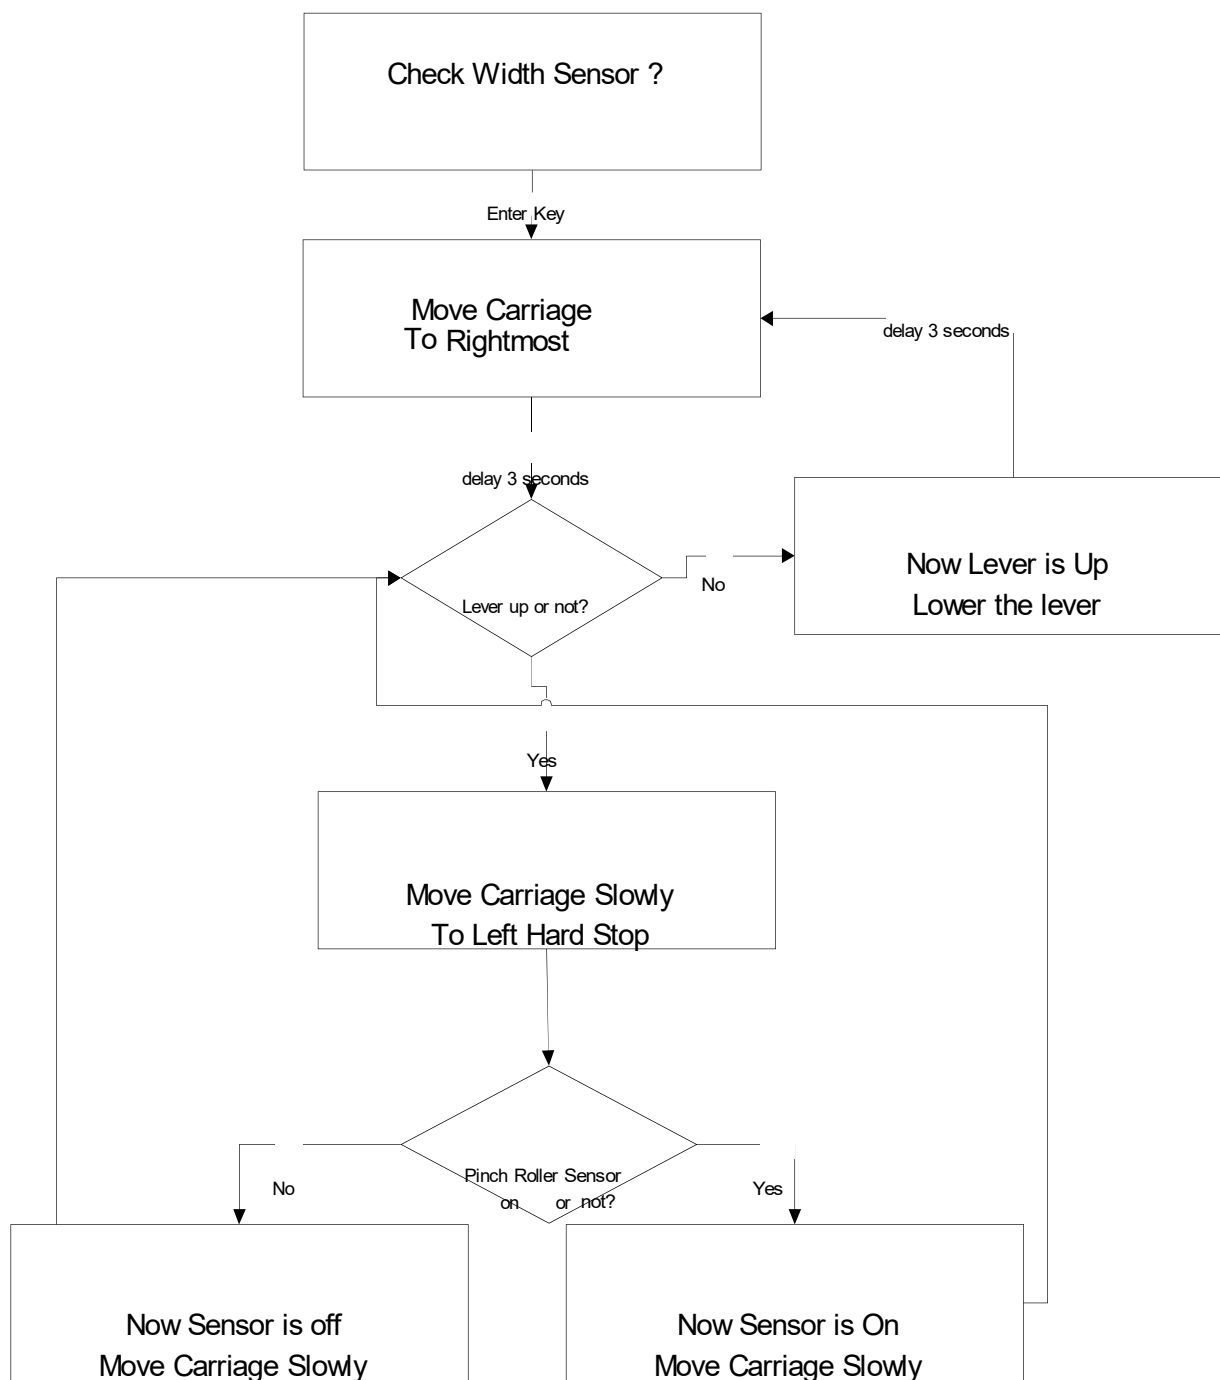 Check Width Sensor ?
Enter Key
Move Carriage
To Rightmost
delay 3 seconds
delay 3 seconds
Lever up or not?
No
Now Lever is Up
Lower the lever
Yes
Move Carriage Slowly
To Left Hard Stop
Pinch Roller Sensor
on or not?
No
Yes
Now Sensor is off
Move Carriage Slowly
Now Sensor is On
Move Carriage Slowly